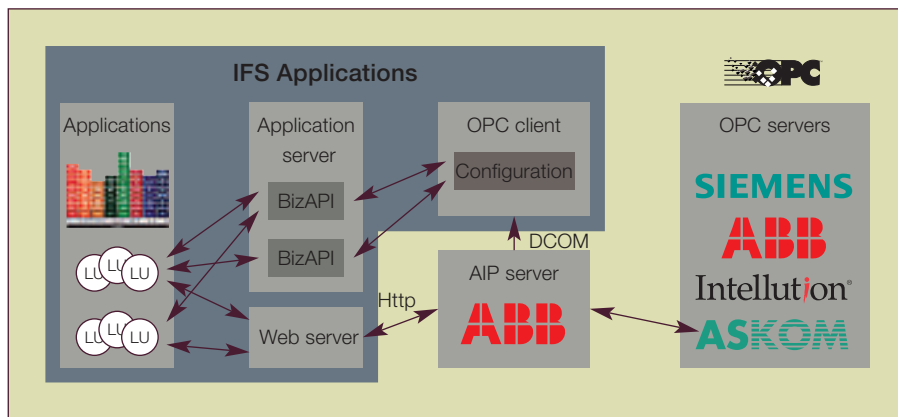 IFS Applications
Applications
LU LU LU
LU LU LU
Application
server
BizAPI
BizAPI
Web server
OPC client
Configuration
DCOM
Http
AIP server
ABB
OPC
OPC servers
SIEMENS
ABB
Intellution®
ASKOM